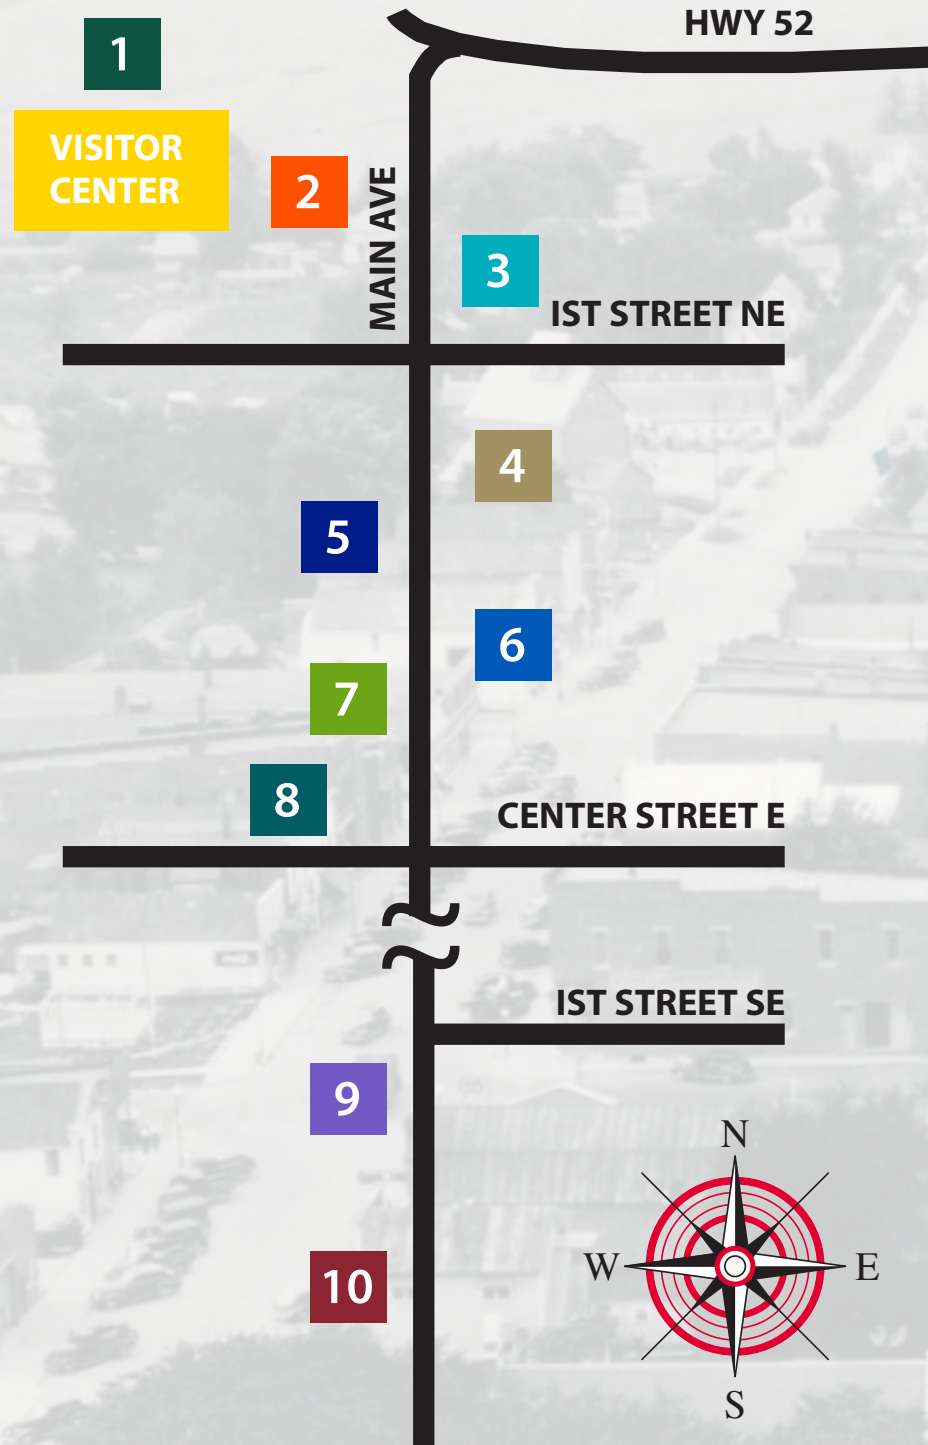 HWY 52
1
VISITOR
CENTER
2
MAIN AVE
3
IST STREET NE
4
5
6
7
8
CENTER STREET E
IST STREET SE
9
N
W
E
10
S